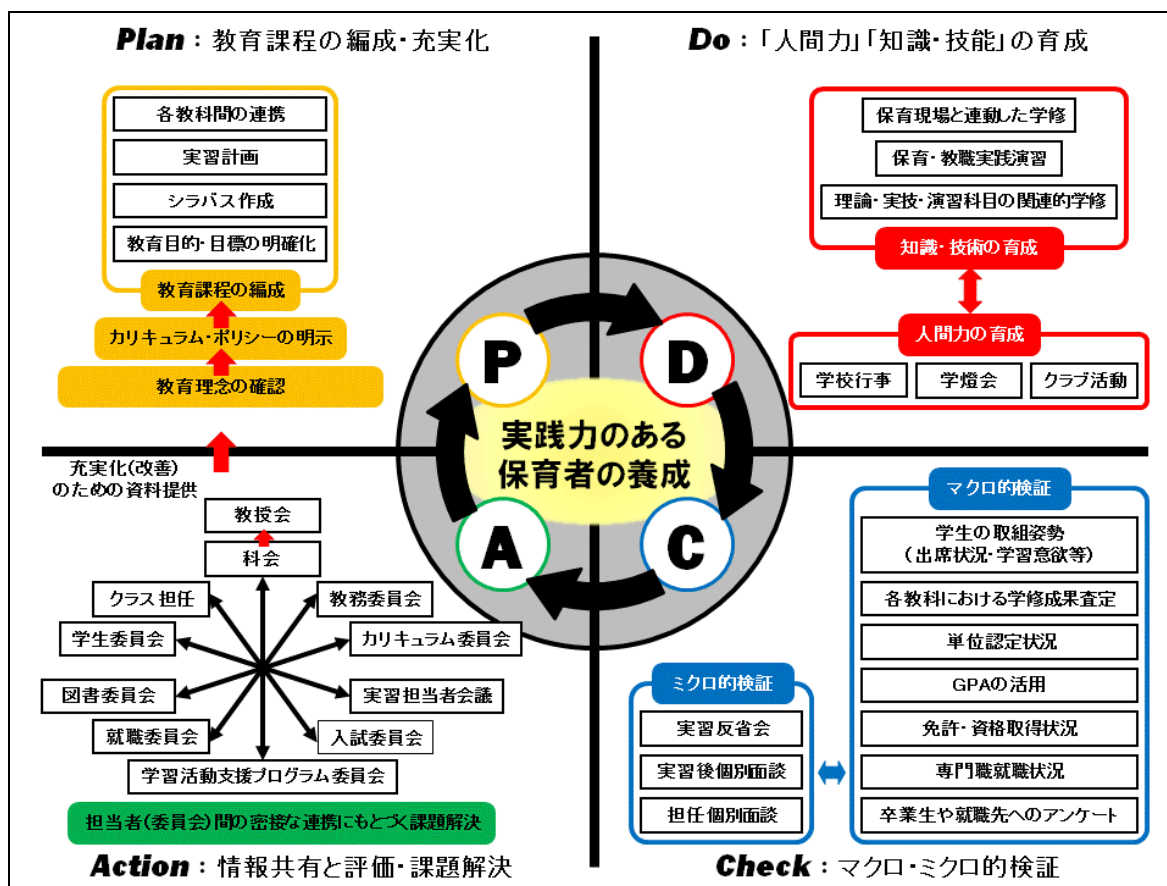 Plan：教育課程の編成・充実化
各教科間の連携
実習計画
シラバス作成
教育目的・目標の明確化
教育課程の編成
カリキュラム・ポリシーの明示
教育理念の確認
Do：「人間力」「知識・技能」の育成
保育現場と連動した学修
保育・教職実践演習
理論・実技・演習科目の関連的学修
知識・技術の育成
人間力の育成
学校行事
学燈会
クラブ活動
P
D
実践力のある
保育者の養成
A
C
充実化(改善)
のための資料提供
教授会
科会
クラス担任
教務委員会
学生委員会
カリキュラム委員会
図書委員会
実習担当者会議
就職委員会
入試委員会
学習活動支援プログラム委員会
担当者(委員会)間の密接な連携にもとづく課題解決
Action：情報共有と評価・課題解決
ミクロ的検証
実習反省会
実習後個別面談
担任個別面談
マクロ的検証
学生の取組姿勢
(出席状況・学習意欲等)
各教科における学修成果査定
単位認定状況
GPAの活用
免許・資格取得状況
専門職就職状況
卒業生や就職先へのアンケート
Check：マクロ・ミクロ的検証